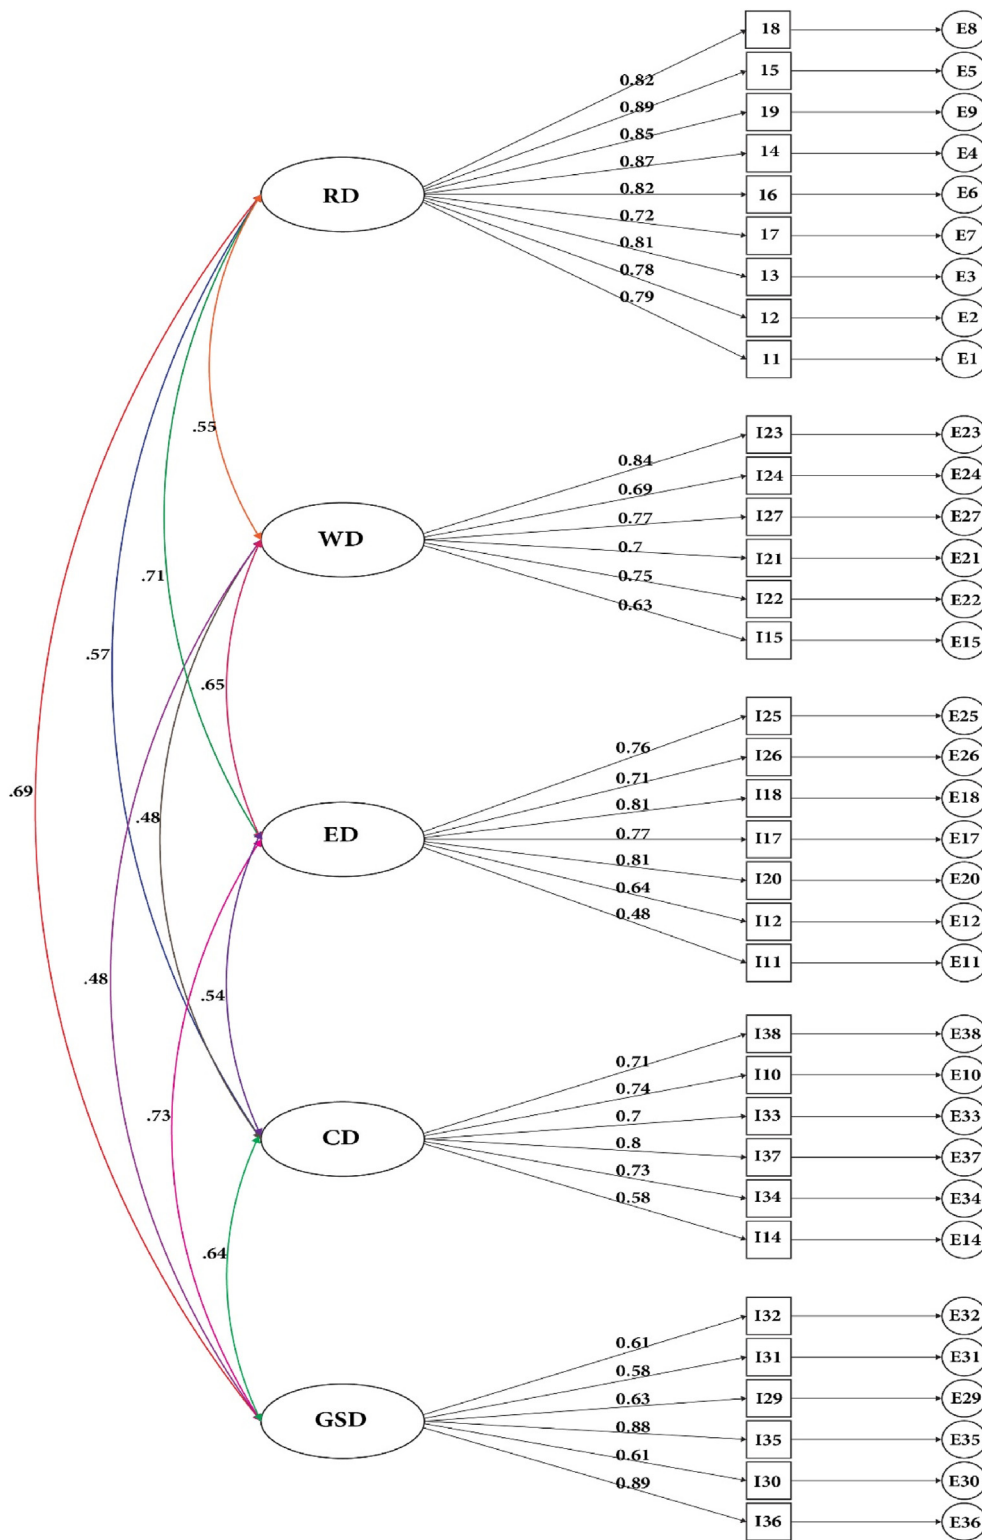 18 E8
0.82
15 E5
0.89
19 E9
0.85
14 E4
0.87
RD
0.82
16 E6
0.72
17 E7
0.81
13 E3
0.78
12 E2
0.79
11 E1
.55
I23 E23
0.84
I24 E24
0.69
I27 E27
0.77
WD
0.7
I21 E21
0.75
I22 E22
0.63
I15 E15
.71
.57
.65
I25 E25
0.76
I26 E26
0.71
I18 E18
0.81
.69
.48
ED
0.77
I17 E17
0.81
I20 E20
0.64
I12 E12
0.48
I11 E11
.48
.54
I38 E38
0.71
I10 E10
0.74
I33 E33
0.7
.73
CD
0.8
I37 E37
0.73
I34 E34
0.58
I14 E14
.64
I32 E32
0.61
I31 E31
0.58
I29 E29
0.63
GSD
0.88
I35 E35
0.61
I30 E30
0.89
I36 E36